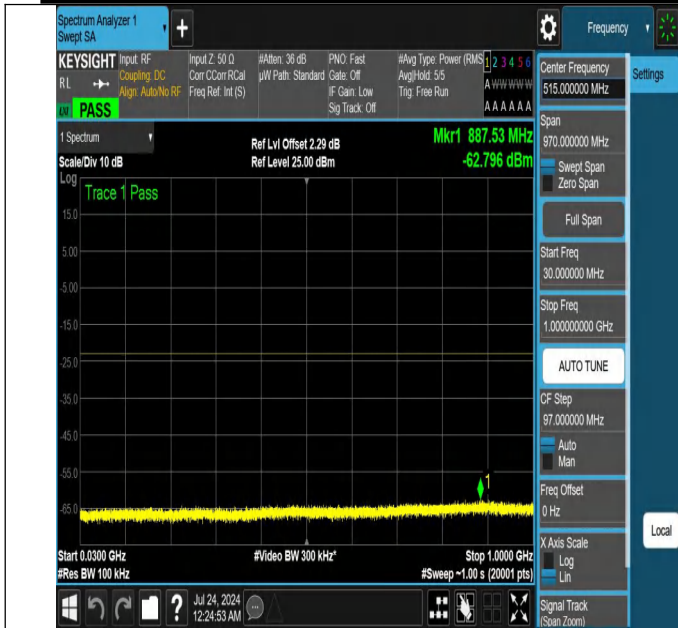 Spectrum Analyzer 1
Swept SA
+
Frequency
KEYSIGHT
RL
Input: RF
Coupling: DC
Align: Auto/No RF
Input Z: 50 Ω
Corr CCorr RCal
Freq Ref: Int (S)
#Atten: 36 dB
µW Path: Standard
PNO: Fast
Gate: Off
IF Gain: Low
Sig Track: Off
#Avg Type: Power (RMS
Avg|Hold: 5/5
Trig: Free Run
1 2 3 4 5 6
A W W W W W
A A A A A A
PASS
1 Spectrum
Scale/Div 10 dB
Log
Ref Lvl Offset 2.29 dB
Ref Level 25.00 dBm
Mkr1 887.53 MHz
-62.796 dBm
Trace 1 Pass
15.0
5.00
-5.00
-15.0
-25.0
-35.0
-45.0
-55.0
-65.0
1
Start 0.0300 GHz
#Res BW 100 kHz
#Video BW 300 kHz*
Stop 1.0000 GHz
#Sweep ~1.00 s (20001 pts)
Center Frequency
515.000000 MHz
Span
970.000000 MHz
Swept Span
Zero Span
Full Span
Start Freq
30.000000 MHz
Stop Freq
1.000000000 GHz
AUTO TUNE
CF Step
97.000000 MHz
Auto
Man
Freq Offset
0 Hz
X Axis Scale
Log
Lin
Signal Track
(Span Zoom)
Settings
Local
?
Jul 24, 2024
12:24:53 AM